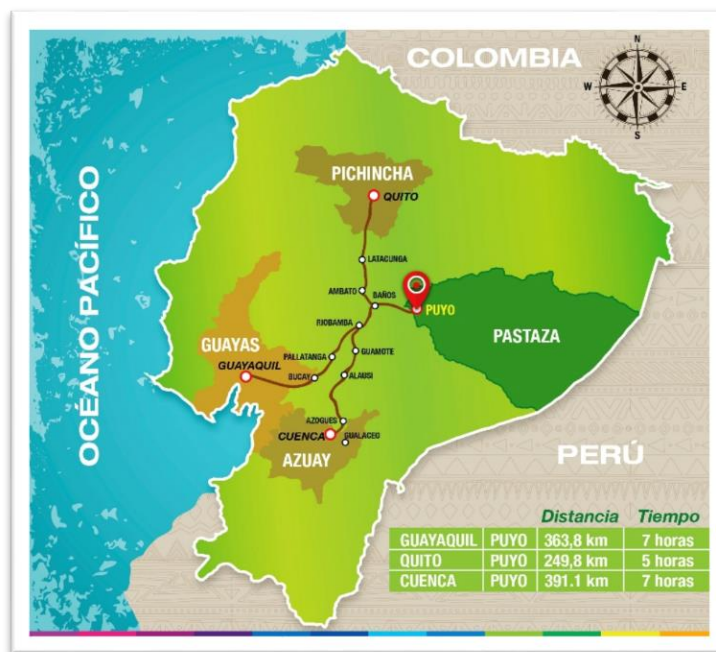 COLOMBIA
N
W E
S
OCÉANO PACÍFICO
PICHINCHA
QUITO
LATACUNGA
AMBATO
BAÑOS
PUYO
RIOBAMBA
PASTAZA
GUAYAS
PALLATANGA
GUAMOTE
GUAYAQUIL
BUCAY
ALAUSI
AZOGUES
CUENCA
GUALACEO
AZUAY
PERÚ
Distancia Tiempo
GUAYAQUIL PUYO 363,8 km 7 horas
QUITO PUYO 249,8 km 5 horas
CUENCA PUYO 391.1 km 7 horas